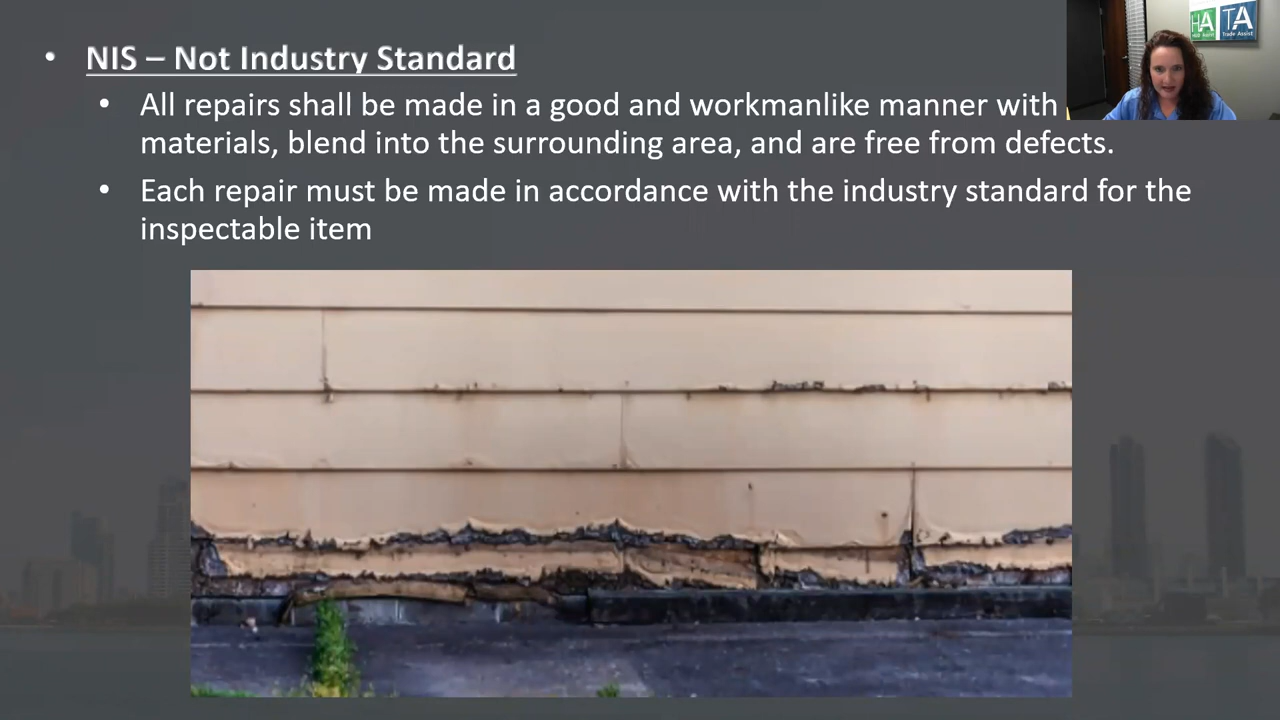 • NIS – Not Industry Standard
• All repairs shall be made in a good and workmanlike manner with
materials, blend into the surrounding area, and are free from defects.
• Each repair must be made in accordance with the industry standard for the
inspectable item
HA TA
Trade Assist